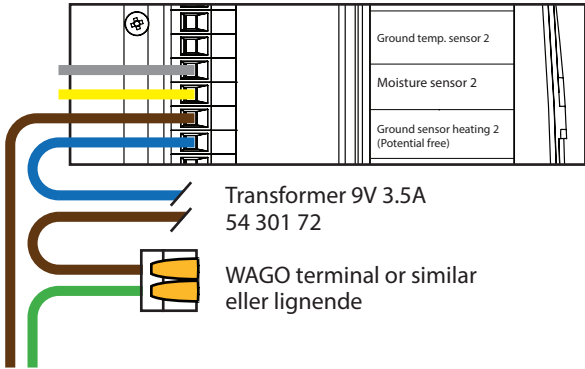 Ground temp. sensor 2
Moisture sensor 2
Ground sensor heating 2
(Potential free)
Transformer 9V 3.5A
54 301 72
WAGO terminal or similar
eller lignende